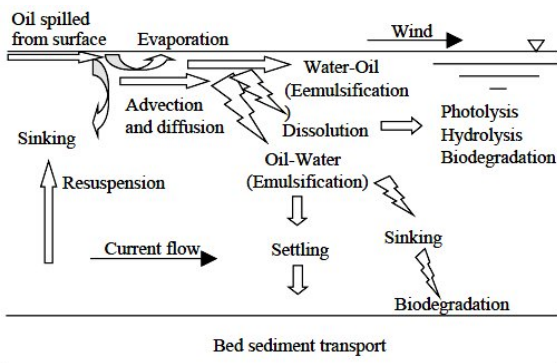 Oil spilled
from surface
Evaporation
Wind
Water-Oil
(Eemulsification
)
Advection
and diffusion
Dissolution
Photolysis
Hydrolysis
Biodegradation
Sinking
Oil-Water
(Emulsification)
Resuspension
Current flow
Settling
Sinking
Biodegradation
Bed sediment transport